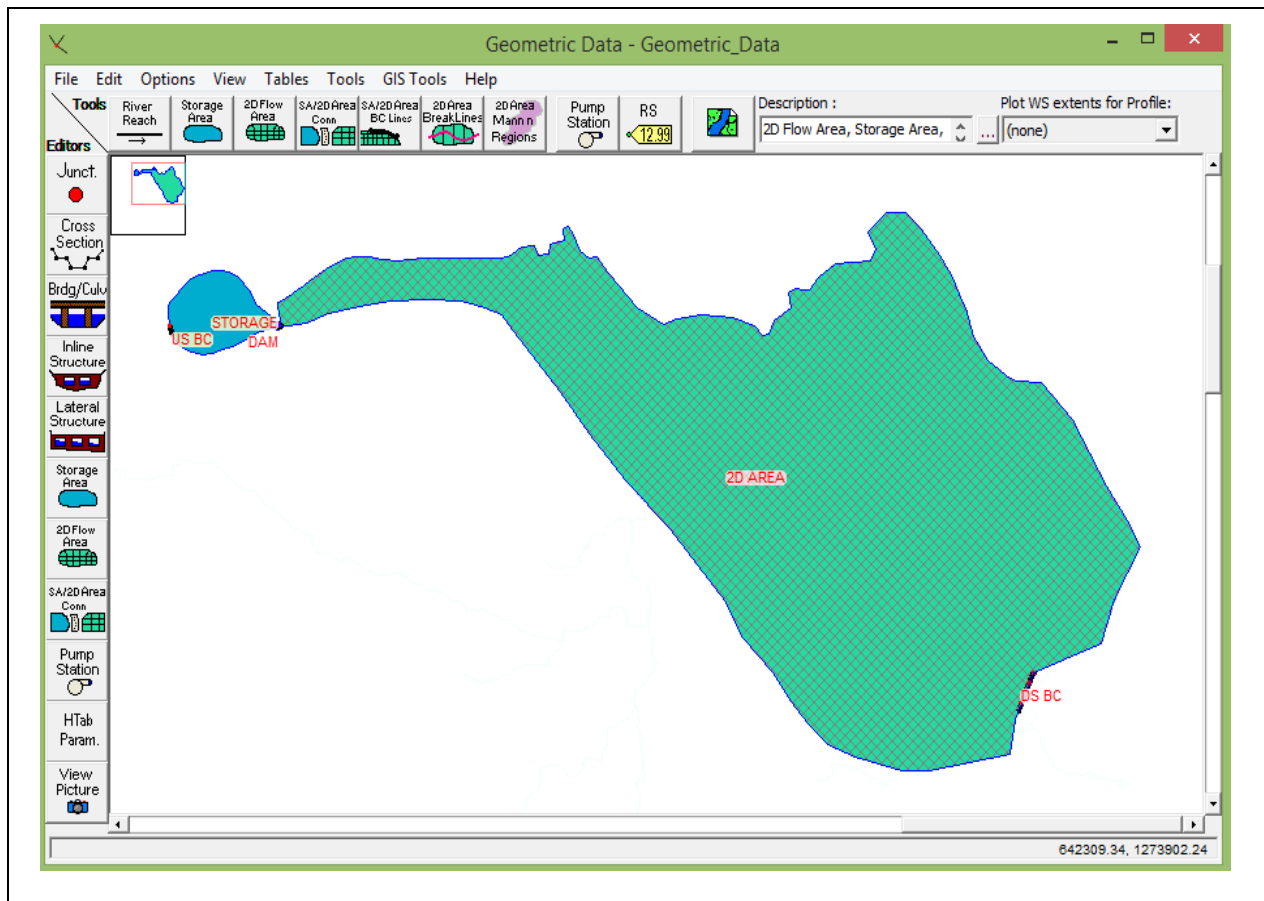 Geometric Data - Geometric_Data
File Edit Options View Tables Tools GIS Tools Help
Tools
Editors
River
Reach
Storage
Area
2D Flow
Area
SA/2D Area
Conn
SA/2D Area
BC Lines
2D Area
BreakLines
2D Area
Mann n
Regions
Pump
Station
RS
12.99
Description :
2D Flow Area, Storage Area,
...
Plot WS extents for Profile:
(none)
Junct.
Cross
Section
Brdg/Culv
Inline
Structure
Lateral
Structure
Storage
Area
2D Flow
Area
SA/2D Area
Conn
Pump
Station
HTab
Param.
View
Picture
STORAGE
US BC
DAM
2D AREA
DS BC
642309.34, 1273902.24